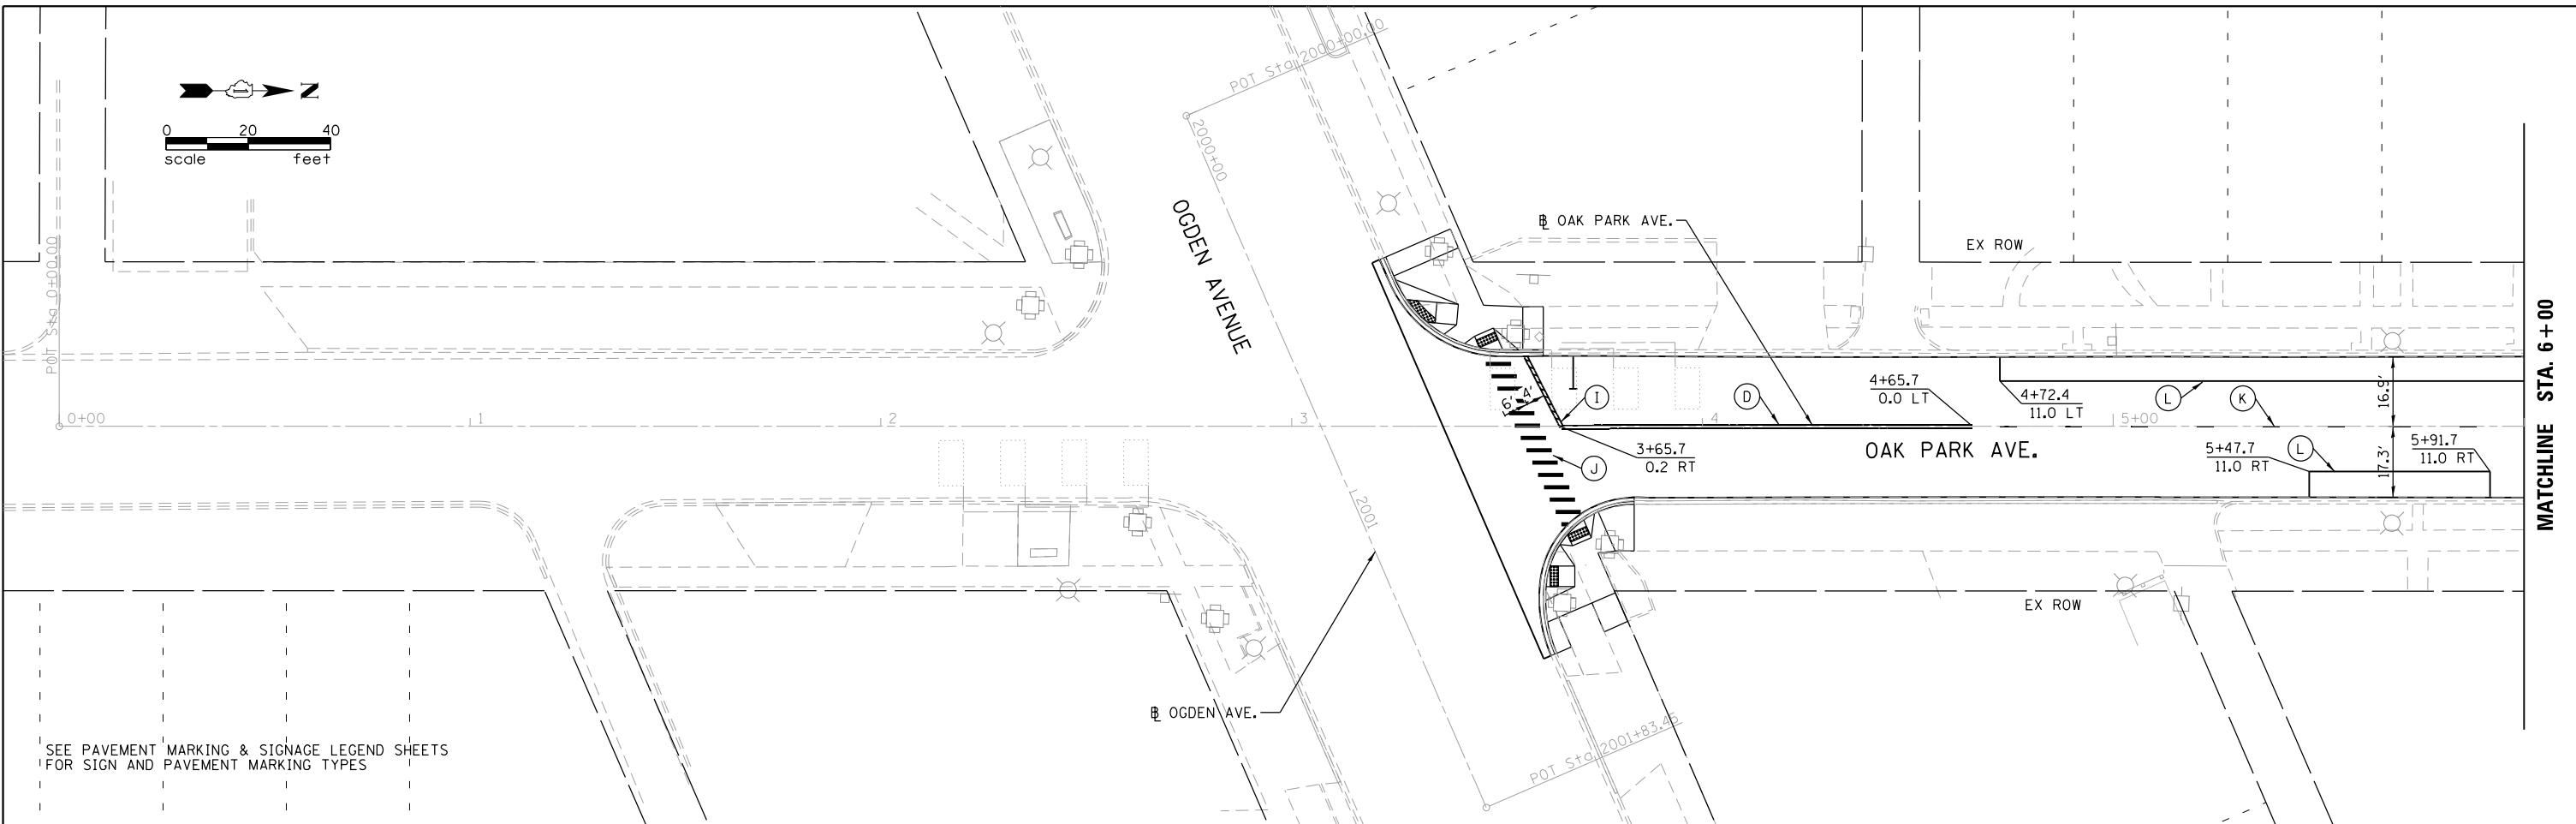 N
0 20 40
scale feet
POT Sta 0+00.00
0+00
1
2
3
4
5+00
POT Sta 2000+00.00
2000+00
OGDEN AVENUE
2001
POT Sta 2001+83.45
℄ OGDEN AVE.
℄ OAK PARK AVE.
EX ROW
6'
4'
I
J
D
3+65.7
0.2 RT
4+65.7
0.0 LT
4+72.4
11.0 LT
L
K
16.9'
17.3'
OAK PARK AVE.
5+47.7
11.0 RT
L
5+91.7
11.0 RT
EX ROW
MATCHLINE STA. 6+00
SEE PAVEMENT MARKING & SIGNAGE LEGEND SHEETS
FOR SIGN AND PAVEMENT MARKING TYPES